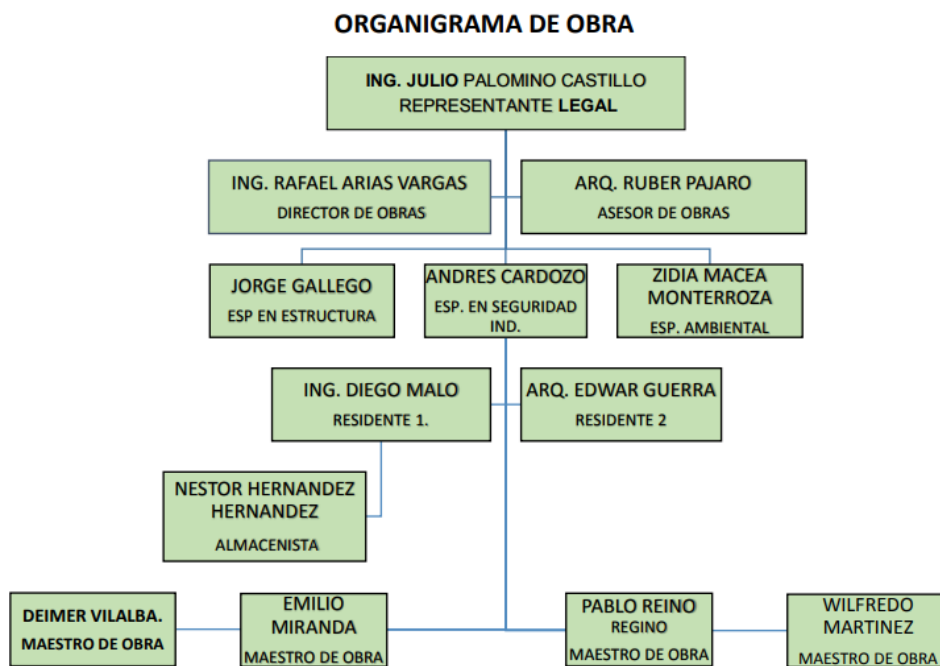 ORGANIGRAMA DE OBRA
ING. JULIO PALOMINO CASTILLO
REPRESENTANTE LEGAL
ING. RAFAEL ARIAS VARGAS
DIRECTOR DE OBRAS
ARQ. RUBER PAJARO
ASESOR DE OBRAS
JORGE GALLEGO
ESP EN ESTRUCTURA
ANDRES CARDOZO
ESP. EN SEGURIDAD
IND.
ZIDIA MACEA
MONTERROZA
ESP. AMBIENTAL
ING. DIEGO MALO
RESIDENTE 1.
ARQ. EDWAR GUERRA
RESIDENTE 2
NESTOR HERNANDEZ
HERNANDEZ
ALMACENISTA
DEIMER VILALBA.
MAESTRO DE OBRA
EMILIO
MIRANDA
MAESTRO DE OBRA
PABLO REINO
REGINO
MAESTRO DE OBRA
WILFREDO
MARTINEZ
MAESTRO DE OBRA